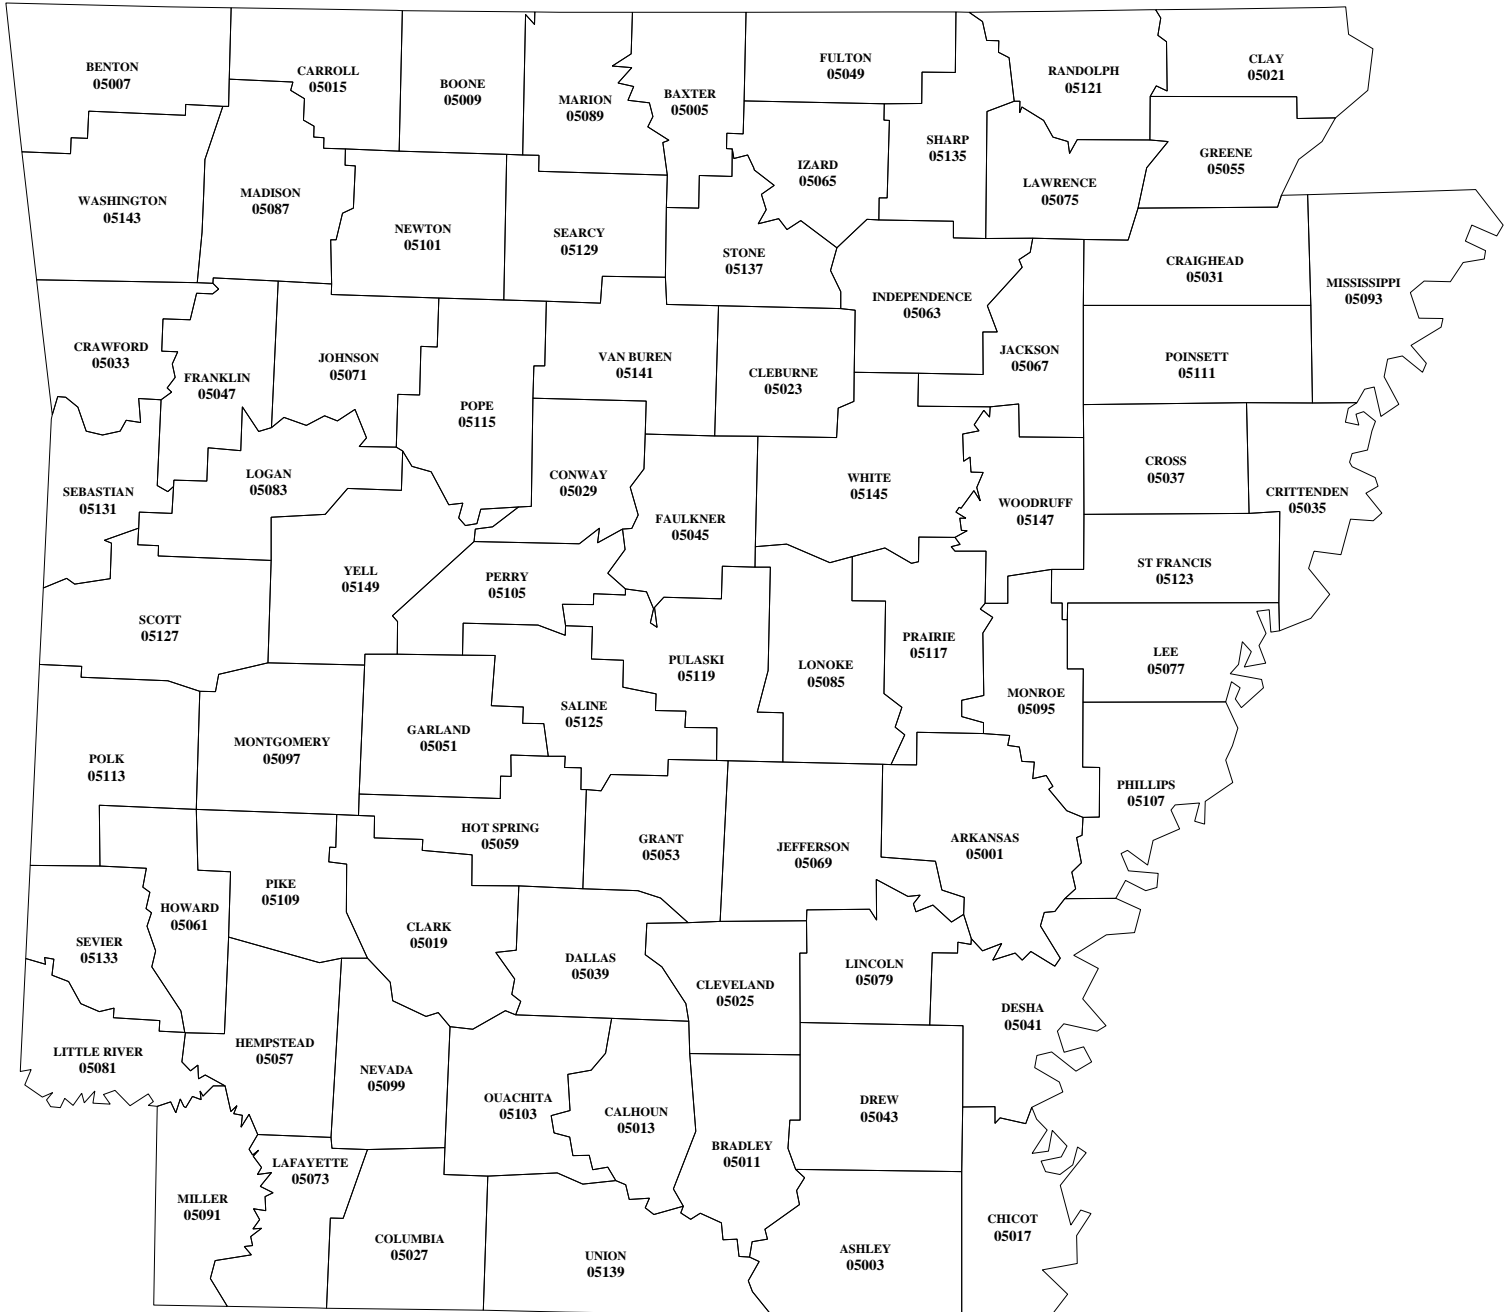 BENTON
05007
CARROLL
05015
BOONE
05009
MARION
05089
BAXTER
05005
FULTON
05049
RANDOLPH
05121
CLAY
05021
SHARP
05135
IZARD
05065
LAWRENCE
05075
GREENE
05055
WASHINGTON
05143
MADISON
05087
NEWTON
05101
SEARCY
05129
STONE
05137
INDEPENDENCE
05063
CRAIGHEAD
05031
MISSISSIPPI
05093
CRAWFORD
05033
FRANKLIN
05047
JOHNSON
05071
POPE
05115
VAN BUREN
05141
CLEBURNE
05023
JACKSON
05067
POINSETT
05111
SEBASTIAN
05131
LOGAN
05083
CONWAY
05029
FAULKNER
05045
WHITE
05145
WOODRUFF
05147
CROSS
05037
CRITTENDEN
05035
YELL
05149
PERRY
05105
ST FRANCIS
05123
SCOTT
05127
PULASKI
05119
LONOKE
05085
PRAIRIE
05117
LEE
05077
SALINE
05125
MONROE
05095
POLK
05113
MONTGOMERY
05097
GARLAND
05051
PHILLIPS
05107
HOT SPRING
05059
GRANT
05053
JEFFERSON
05069
ARKANSAS
05001
PIKE
05109
HOWARD
05061
SEVIER
05133
CLARK
05019
DALLAS
05039
CLEVELAND
05025
LINCOLN
05079
DESHA
05041
LITTLE RIVER
05081
HEMPSTEAD
05057
NEVADA
05099
OUACHITA
05103
CALHOUN
05013
DREW
05043
BRADLEY
05011
LAFAYETTE
05073
MILLER
05091
COLUMBIA
05027
UNION
05139
ASHLEY
05003
CHICOT
05017